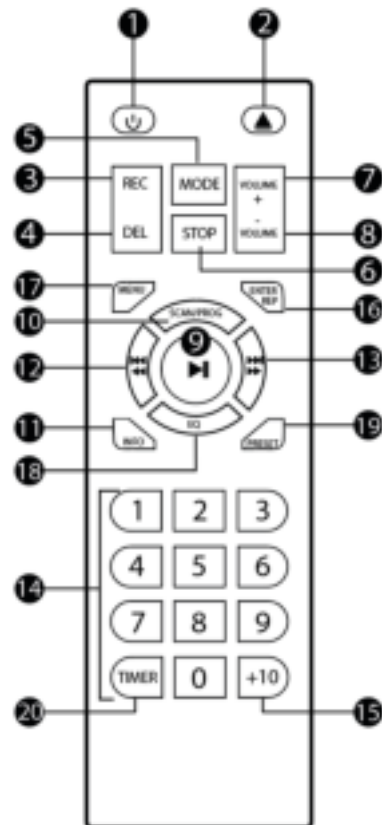 1 2
5
3 REC MODE VOLUME 7
+
-
4 DEL STOP VOLUME 8
6
17 MENU ENTER
REP 16
10 SCAN/PROG
9
12 13
11 INFO EQ PRESET 19
18
14 1 2 3
4 5 6
7 8 9
TIMER 0 +10
20 15